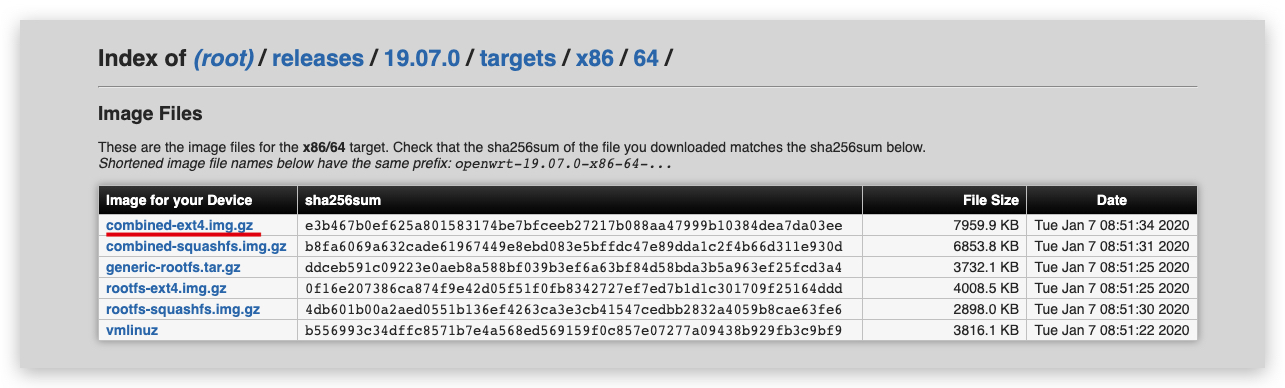 Index of (root) / releases / 19.07.0 / targets / x86 / 64 /
Image Files
These are the image files for the x86/64 target. Check that the sha256sum of the file you downloaded matches the sha256sum below.
Shortened image file names below have the same prefix: openwrt-19.07.0-x86-64-...
Image for your Device sha256sum File Size Date
combined-ext4.img.gz e3b467b0ef625a801583174be7bfceeb27217b088aa47999b10384dea7da03ee 7959.9 KB Tue Jan 7 08:51:34 2020
combined-squashfs.img.gz b8fa6069a632cade61967449e8ebd083e5bffdc47e89dda1c2f4b66d311e930d 6853.8 KB Tue Jan 7 08:51:31 2020
generic-rootfs.tar.gz ddceb591c09223e0aeb8a588bf039b3ef6a63bf84d58bda3b5a963ef25fcd3a4 3732.1 KB Tue Jan 7 08:51:25 2020
rootfs-ext4.img.gz 0f16e207386ca874f9e42d05f51f0fb8342727ef7ed7b1d1c301709f25164ddd 4008.5 KB Tue Jan 7 08:51:25 2020
rootfs-squashfs.img.gz 4db601b00a2aed0551b136ef4263ca3e3cb41547cedbb2832a4059b8cae63fe6 2898.0 KB Tue Jan 7 08:51:30 2020
vmlinuz b556993c34dffc8571b7e4a568ed569159f0c857e07277a09438b929fb3c9bf9 3816.1 KB Tue Jan 7 08:51:22 2020